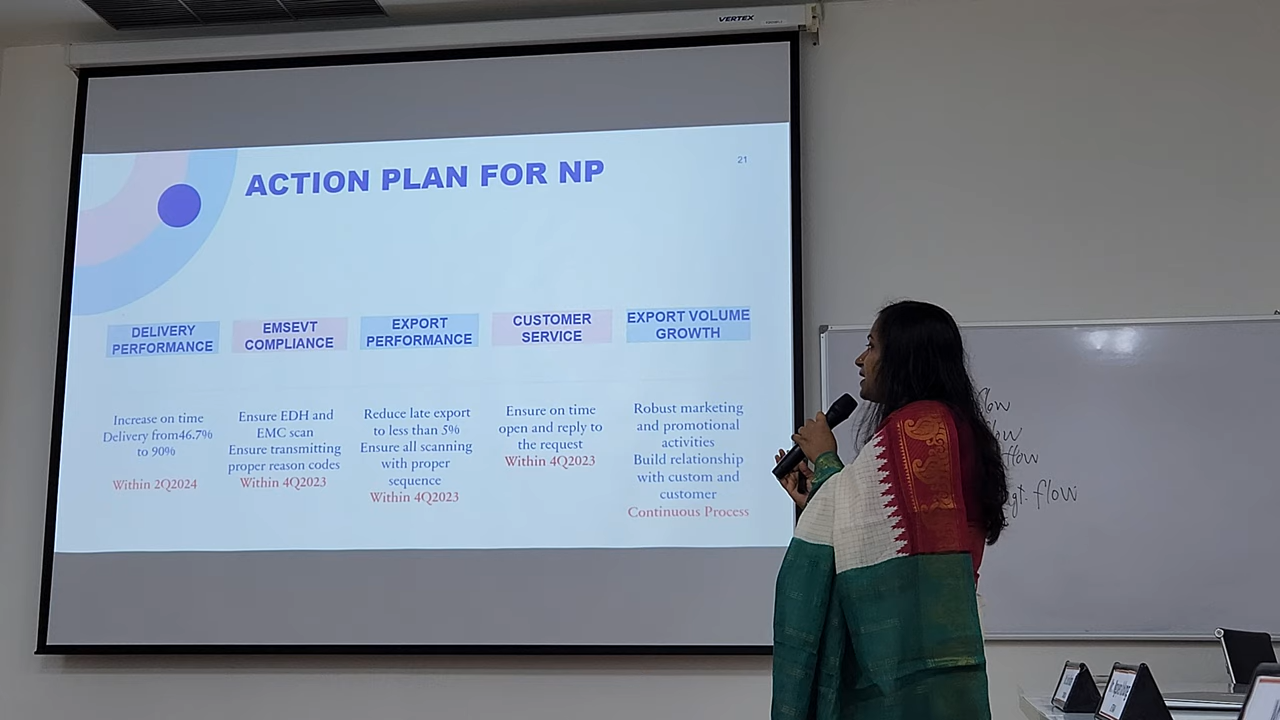 VERTEX
ACTION PLAN FOR NP
21
DELIVERY
PERFORMANCE
Increase on time
Delivery from46.7%
to 90%
Within 2Q2024
EMSEVT
COMPLIANCE
Ensure EDH and
EMC scan
Ensure transmitting
proper reason codes
Within 4Q2023
EXPORT
PERFORMANCE
Reduce late export
to less than 5%
Ensure all scanning
with proper
sequence
Within 4Q2023
CUSTOMER
SERVICE
Ensure on time
open and reply to
the request
Within 4Q2023
EXPORT VOLUME
GROWTH
Robust marketing
and promotional
activities
Build relationship
with custom and
customer
Continuous Process
flow
flow